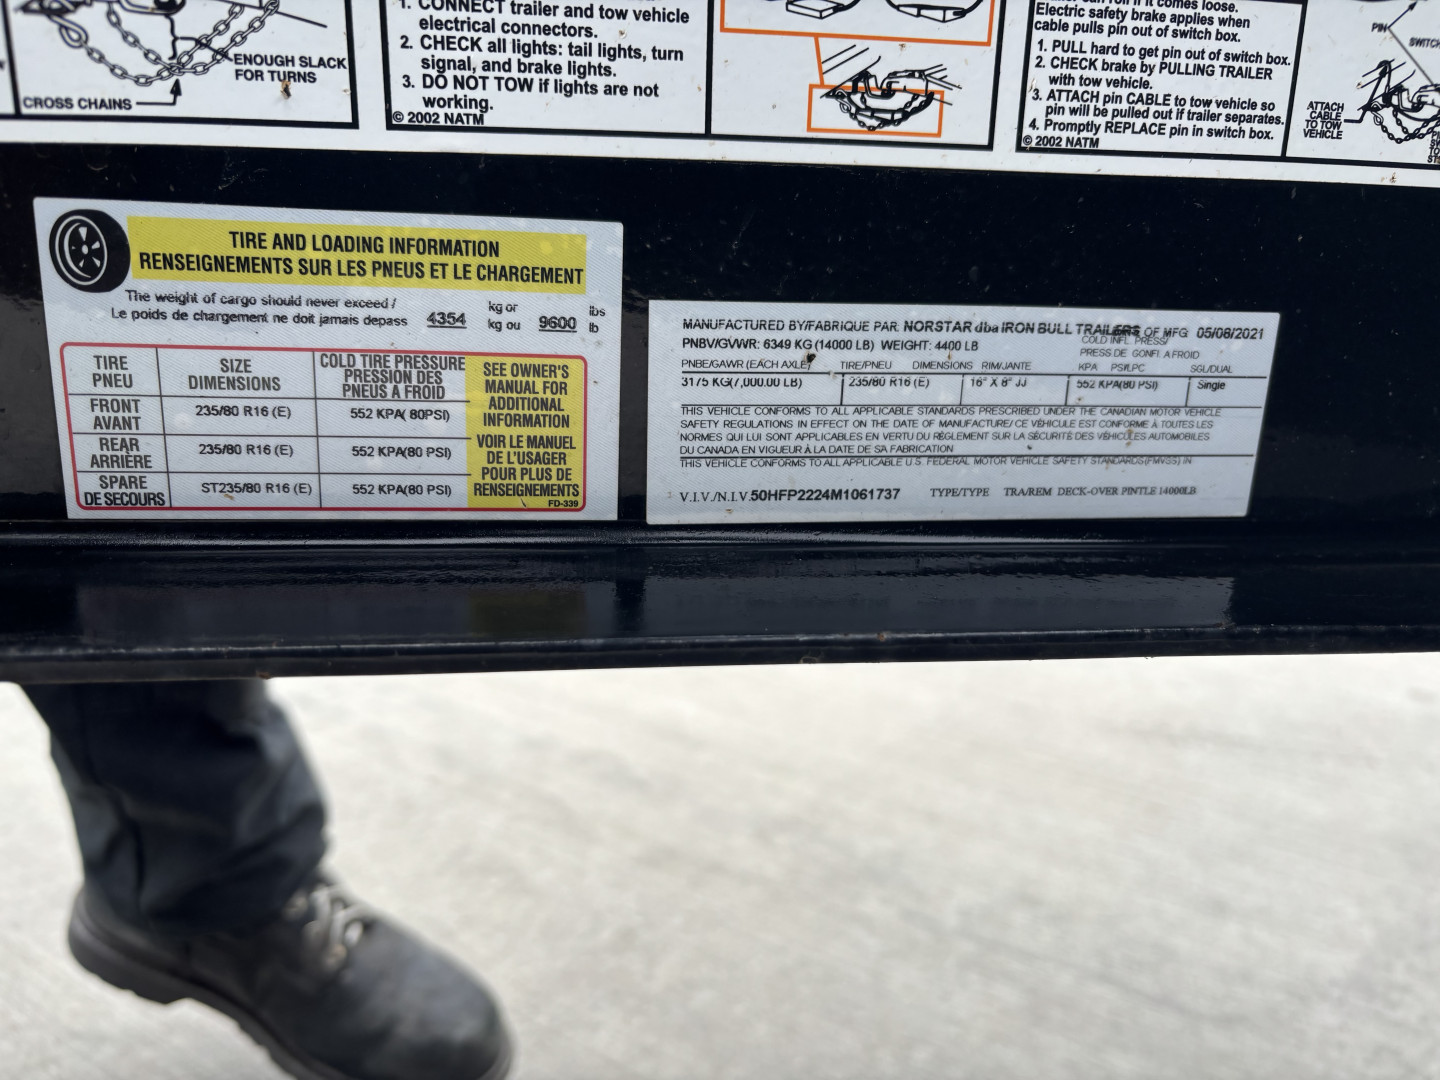 ENOUGH SLACK
FOR TURNS
CROSS CHAINS
1. CONNECT trailer and tow vehicle
electrical connectors.
2. CHECK all lights: tail lights, turn
signal, and brake lights.
3. DO NOT TOW if lights are not
working.
© 2002 NATM
if it comes loose.
Electric safety brake applies when
cable pulls pin out of switch box.
1. PULL hard to get pin out of switch box.
2. CHECK brake by PULLING TRAILER
with tow vehicle.
3. ATTACH pin CABLE to tow vehicle so
pin will be pulled out if trailer separates.
4. Promptly REPLACE pin in switch box.
© 2002 NATM
PIN
SWITCH
ATTACH
CABLE
TO TOW
VEHICLE
TIRE AND LOADING INFORMATION
RENSEIGNEMENTS SUR LES PNEUS ET LE CHARGEMENT
The weight of cargo should never exceed / kg or lbs
Le poids de chargement ne doit jamais depass 4354 kg ou 9600 lb
TIRE PNEU SIZE DIMENSIONS COLD TIRE PRESSURE PRESSION DES PNEUS A FROID
FRONT AVANT 235/80 R16 (E) 552 KPA( 80PSI)
REAR ARRIÈRE 235/80 R16 (E) 552 KPA(80 PSI)
SPARE DE SECOURS ST235/80 R16 (E) 552 KPA(80 PSI)
SEE OWNER'S
MANUAL FOR
ADDITIONAL
INFORMATION
VOIR LE MANUEL
DE L'USAGER
POUR PLUS DE
RENSEIGNEMENTS
FD-339
MANUFACTURED BY/FABRIQUE PAR: NORSTAR dba IRON BULL TRAILERS OF MFG 05/08/2021
PNBV/GVWR: 6349 KG (14000 LB) WEIGHT: 4400 LB
COLD INFL. PRESS/
PRESS DE GONFL A FROID
PNBE/GAWR (EACH AXLE) TIRE/PNEU DIMENSIONS RIM/JANTE KPA PSI/LPC SGL/DUAL
3175 KG(7,000.00 LB) 235/80 R16 (E) 16" X 8" JJ 552 KPA(80 PSI) Single
THIS VEHICLE CONFORMS TO ALL APPLICABLE STANDARDS PRESCRIBED UNDER THE CANADIAN MOTOR VEHICLE
SAFETY REGULATIONS IN EFFECT ON THE DATE OF MANUFACTURE/ CE VÉHICULE EST CONFORME À TOUTES LES
NORMES QUI LUI SONT APPLICABLES EN VERTU DU RÈGLEMENT SUR LA SÉCURITÉ DES VÉHICULES AUTOMOBILES
DU CANADA EN VIGUEUR À LA DATE DE SA FABRICATION
THIS VEHICLE CONFORMS TO ALL APPLICABLE U.S. FEDERAL MOTOR VEHICLE SAFETY STANDARDS(FMVSS) IN
V.I.V./N.I.V.50HFP2224M1061737 TYPE/TYPE TRA/REM DECK-OVER PINTLE 14000LB